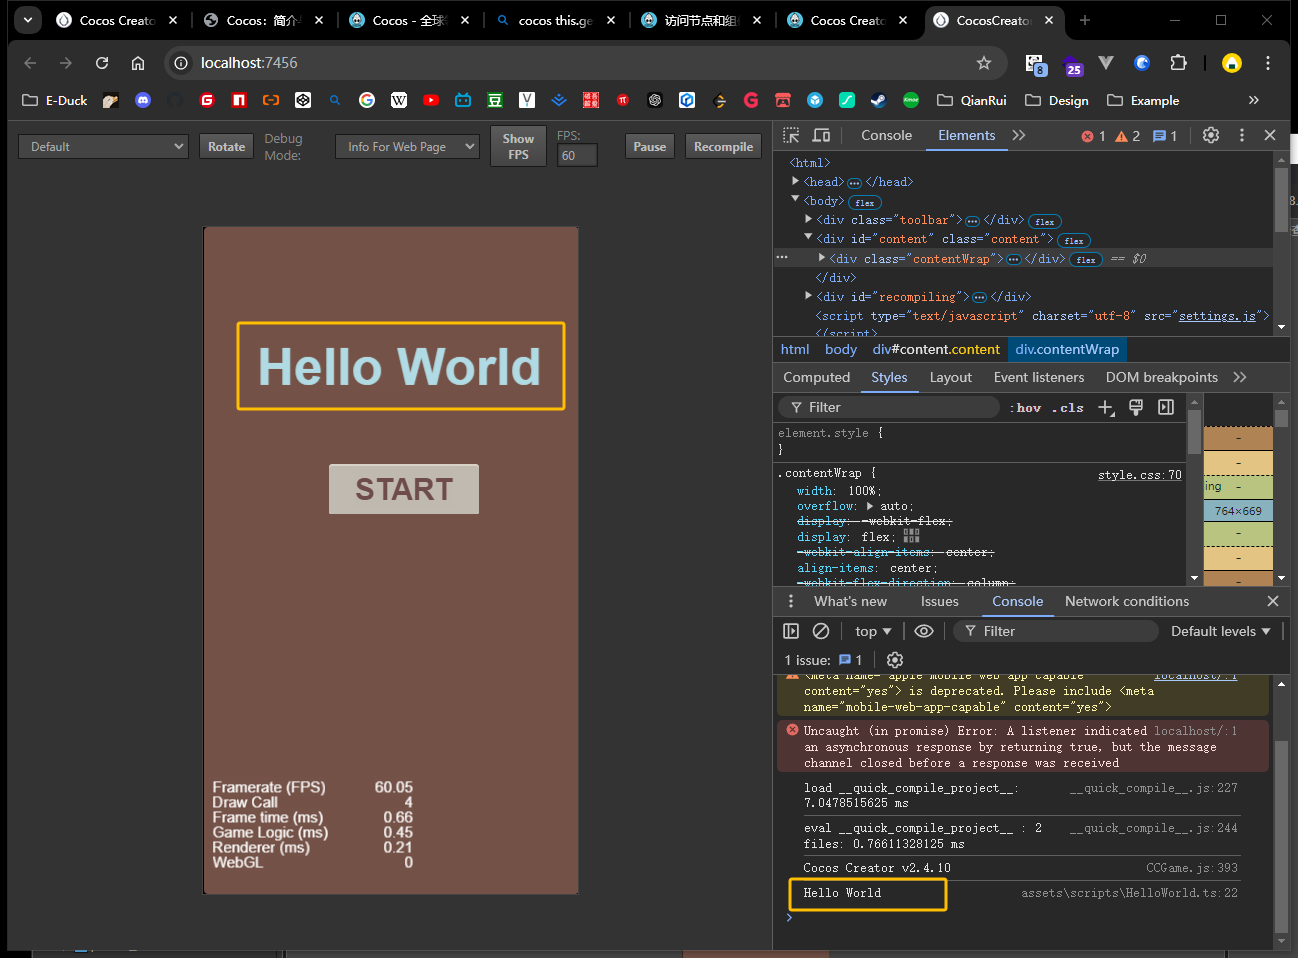 Cocos Creato
Cocos：简介与
Cocos - 全球领
cocos this.ge
访问节点和组件
Cocos Creato
CocosCreato
localhost:7456
8
25
E-Duck
QianRui
Design
Example
Default
Rotate
Debug Mode:
Info For Web Page
Show FPS
FPS:
60
Pause
Recompile
Hello World
START
Framerate (FPS) 60.05
Draw Call 4
Frame time (ms) 0.66
Game Logic (ms) 0.45
Renderer (ms) 0.21
WebGL 0
Console
Elements
1
2
1
<html>
<head> </head>
<body> flex
<div class="toolbar"> </div> flex
<div id="content" class="content"> flex
<div class="contentWrap"> </div> flex == $0
</div>
<div id="recompiling"> </div>
<script type="text/javascript" charset="utf-8" src="settings.js">
</script>
html body div#content.content div.contentWrap
Computed Styles Layout Event listeners DOM breakpoints
Filter
:hov .cls
element.style {
}
.contentWrap { style.css:70
width: 100%;
overflow: auto;
display: -webkit-flex;
display: flex;
-webkit-align-items: center;
align-items: center;
-webkit-flex-direction: column;
-
-
ing -
764×669
-
-
-
What's new Issues Console Network conditions
top Filter Default levels
1 issue: 1
<meta name="apple-mobile-web-app-capable" localhost/:1
content="yes"> is deprecated. Please include <meta
name="mobile-web-app-capable" content="yes">
Uncaught (in promise) Error: A listener indicated localhost/:1
an asynchronous response by returning true, but the message
channel closed before a response was received
load __quick_compile_project__: __quick_compile__.js:227
7.0478515625 ms
eval __quick_compile_project__ : 2 __quick_compile__.js:244
files: 0.76611328125 ms
Cocos Creator v2.4.10 CCGame.js:393
Hello World assets\scripts\HelloWorld.ts:22